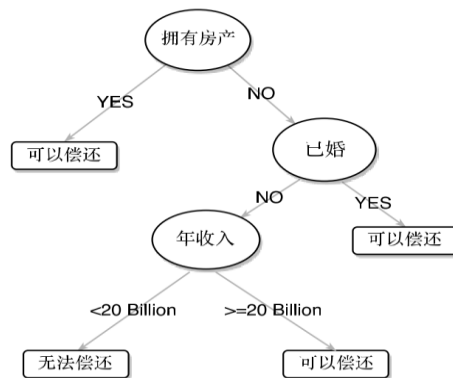 拥有房产
YES
NO
可以偿还
已婚
NO
YES
年收入
可以偿还
<20 Billion
>=20 Billion
无法偿还
可以偿还